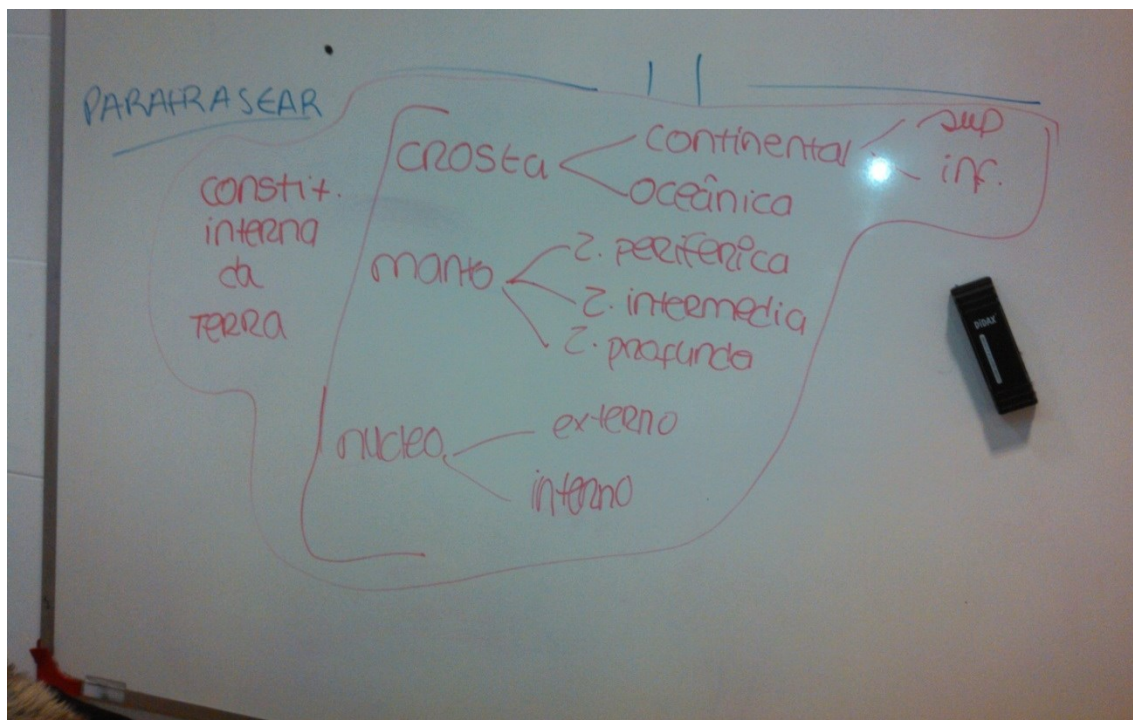 PARAFRASEAR
constit.
interna
da
TERRA
CROSTA
continental
sup
inf.
oceânica
manto
Z. PERIFERICA
Z. intermedia
Z. profunda
nucleo
externo
interno
DIDAX